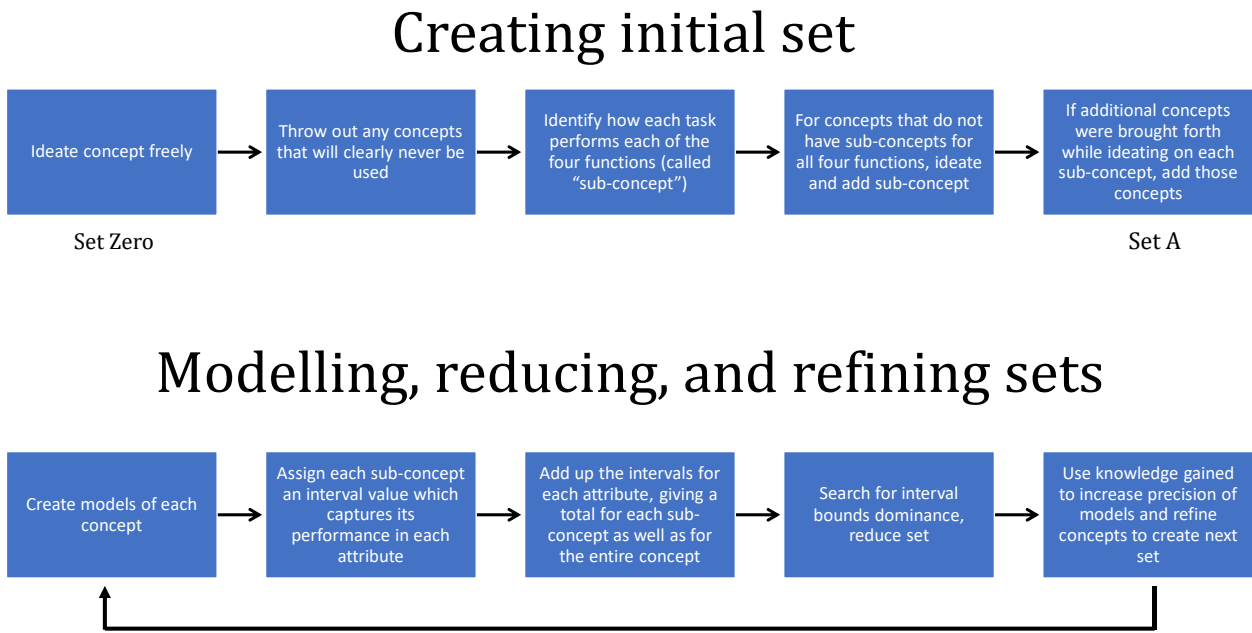 Creating initial set
Ideate concept freely
Throw out any concepts
that will clearly never be
used
Identify how each task
performs each of the
four functions (called
“sub-concept”)
For concepts that do not
have sub-concepts for
all four functions, ideate
and add sub-concept
If additional concepts
were brought forth
while ideating on each
sub-concept, add those
concepts
Set Zero
Set A
Modelling, reducing, and refining sets
Create models of each
concept
Assign each sub-concept
an interval value which
captures its
performance in each
attribute
Add up the intervals for
each attribute, giving a
total for each sub-
concept as well as for
the entire concept
Search for interval
bounds dominance,
reduce set
Use knowledge gained
to increase precision of
models and refine
concepts to create next
set